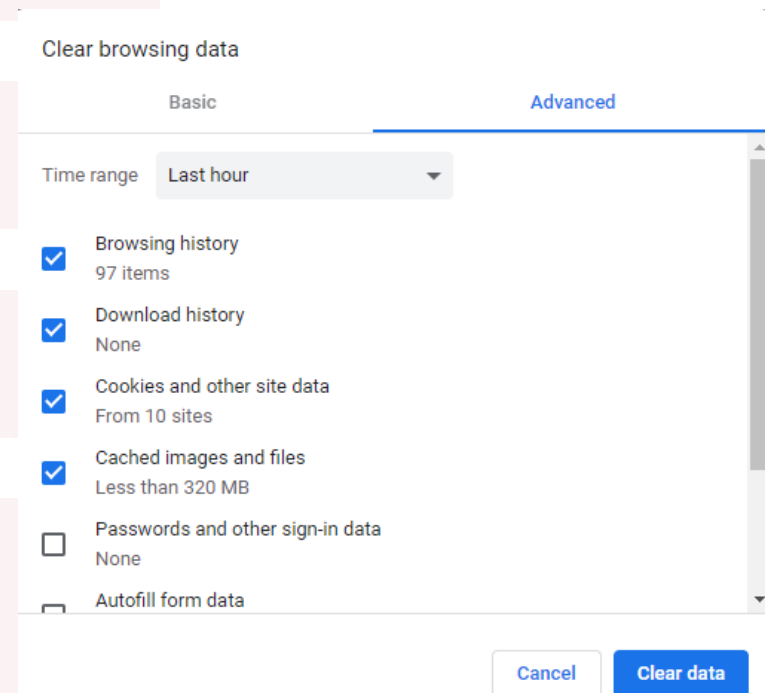 Clear browsing data
Basic Advanced
Time range Last hour
Browsing history
97 items
Download history
None
Cookies and other site data
From 10 sites
Cached images and files
Less than 320 MB
Passwords and other sign-in data
None
Autofill form data
Cancel Clear data